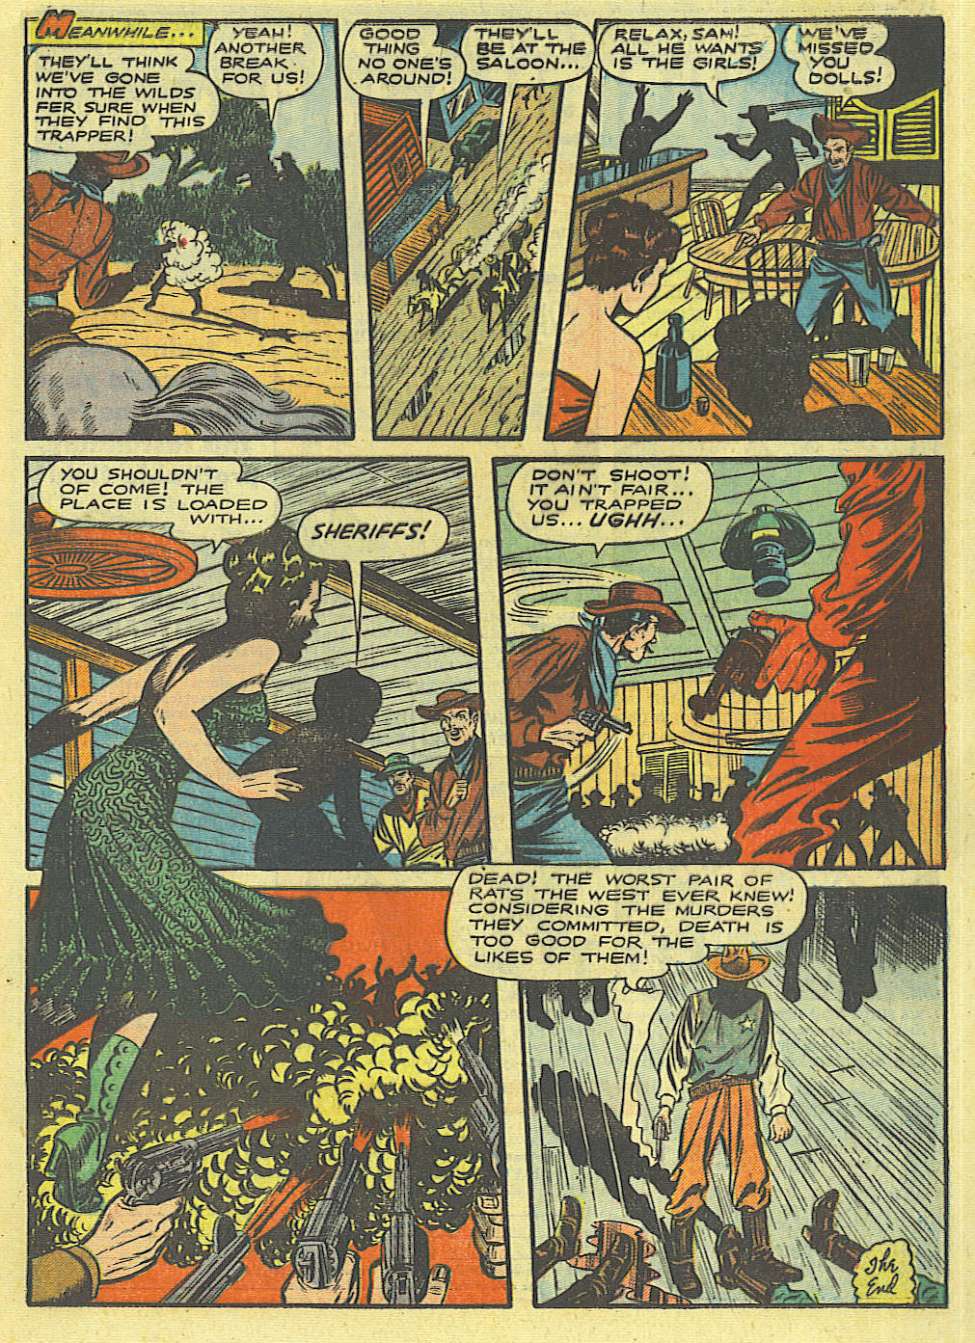 MEANWHILE...
THEY'LL THINK
WE'VE GONE
INTO THE WILDS
FER SURE WHEN
THEY FIND THIS
TRAPPER!
YEAH!
ANOTHER
BREAK
FOR US!
GOOD
THING
NO ONE'S
AROUND!
THEY'LL
BE AT THE
SALOON...
RELAX, SAM!
ALL HE WANTS
IS THE GIRLS!
WE'VE
MISSED
YOU
DOLLS!
YOU SHOULDN'T
OF COME! THE
PLACE IS LOADED
WITH...
SHERIFFS!
DON'T SHOOT!
IT AIN'T FAIR...
YOU TRAPPED
US... UGHH...
DEAD! THE WORST PAIR OF
RATS THE WEST EVER KNEW!
CONSIDERING THE MURDERS
THEY COMMITTED, DEATH IS
TOO GOOD FOR THE
LIKES OF THEM!
The
End